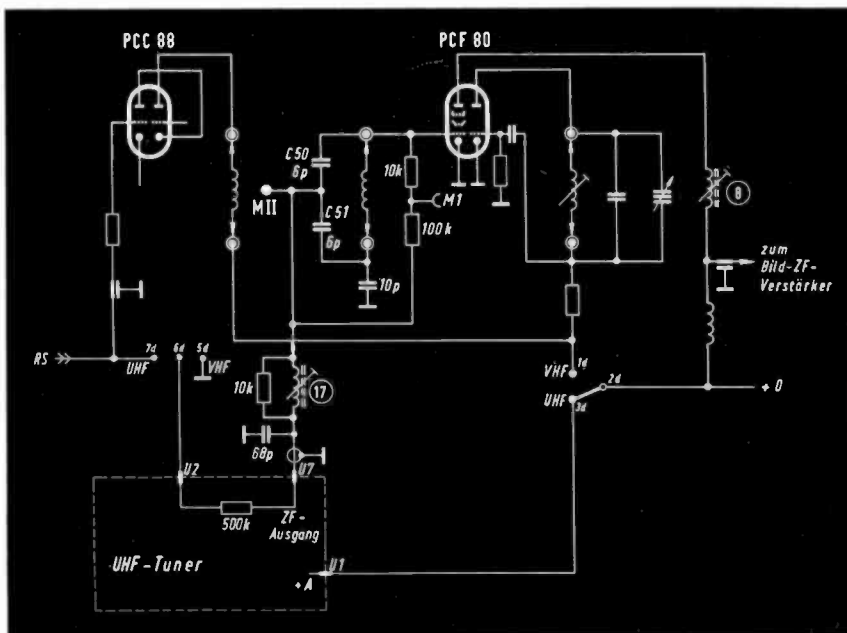 PCC 88
PCF 80
C50
6p
10k
MII
M1
C51
6p
100k
8
10p
zum
Bild-ZF-
Verstärker
RS
7d
UHF
6d
5d
VHF
10k
17
VHF
1d
2d
UHF
3d
+D
68p
U2
U7
500k
ZF-
Ausgang
UHF-Tuner
+A
U1